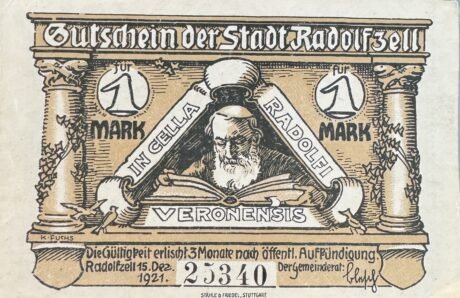 Gutschein der Stadt Radolfzell
für
1
MARK
für
1
MARK
IN CELLA
RADOLFI
VERONENSIS
K. FUCHS
Die Gültigkeit erlischt 3 Monate nach öffentl. Aufkündigung.
Radolfzell 15. Dez. 1921.
25340
Der Gemeinderat:
STÄHLE & FRIEDEL, STUTTGART